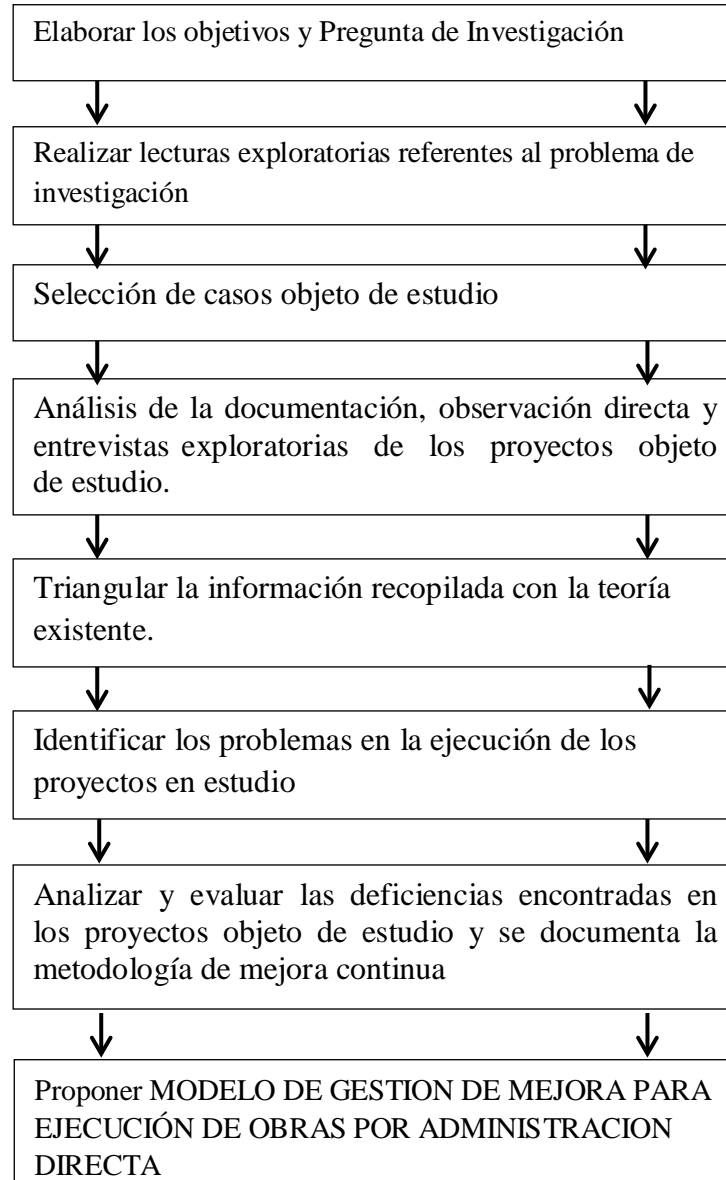 Elaborar los objetivos y Pregunta de Investigación
Realizar lecturas exploratorias referentes al problema de
investigación
Selección de casos objeto de estudio
Análisis de la documentación, observación directa y
entrevistas exploratorias de los proyectos objeto
de estudio.
Triangular la información recopilada con la teoría
existente.
Identificar los problemas en la ejecución de los
proyectos en estudio
Analizar y evaluar las deficiencias encontradas en
los proyectos objeto de estudio y se documenta la
metodología de mejora continua
Proponer MODELO DE GESTION DE MEJORA PARA
EJECUCIÓN DE OBRAS POR ADMINISTRACION
DIRECTA